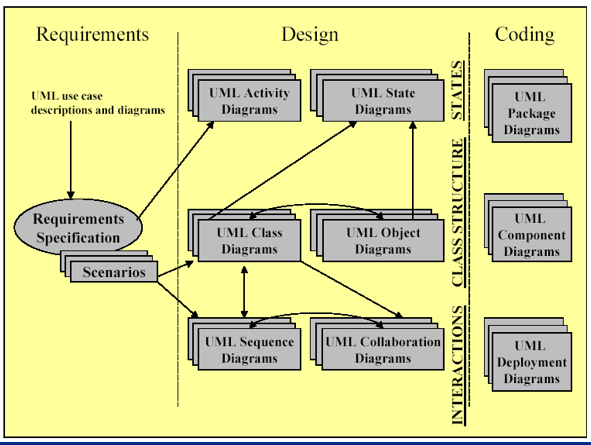 Requirements
Design
Coding
UML use case
descriptions and diagrams
Requirements
Specification
Scenarios
UML Activity
Diagrams
UML State
Diagrams
STATES
UML Class
Diagrams
UML Object
Diagrams
CLASS STRUCTURE
UML Sequence
Diagrams
UML Collaboration
Diagrams
INTERACTIONS
UML
Package
Diagrams
UML
Component
Diagrams
UML
Deployment
Diagrams